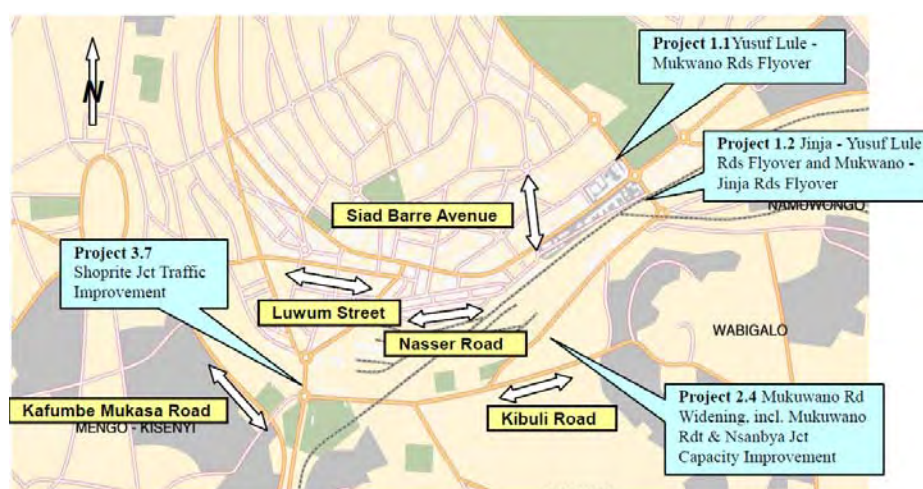 Project 1.1Yusuf Lule -
Mukwano Rds Flyover
N
Project 1.2 Jinja - Yusuf Lule
Rds Flyover and Mukwano -
Jinja Rds Flyover
NAMUWONGO
Siad Barre Avenue
Project 3.7
Shoprite Jct Traffic
Improvement
Luwum Street
Nasser Road
WABIGALO
Kafumbe Mukasa Road
MENGO - KISENYI
Kibuli Road
Project 2.4 Mukuwano Rd
Widening, incl. Mukuwano
Rdt & Nsanbya Jct
Capacity Improvement